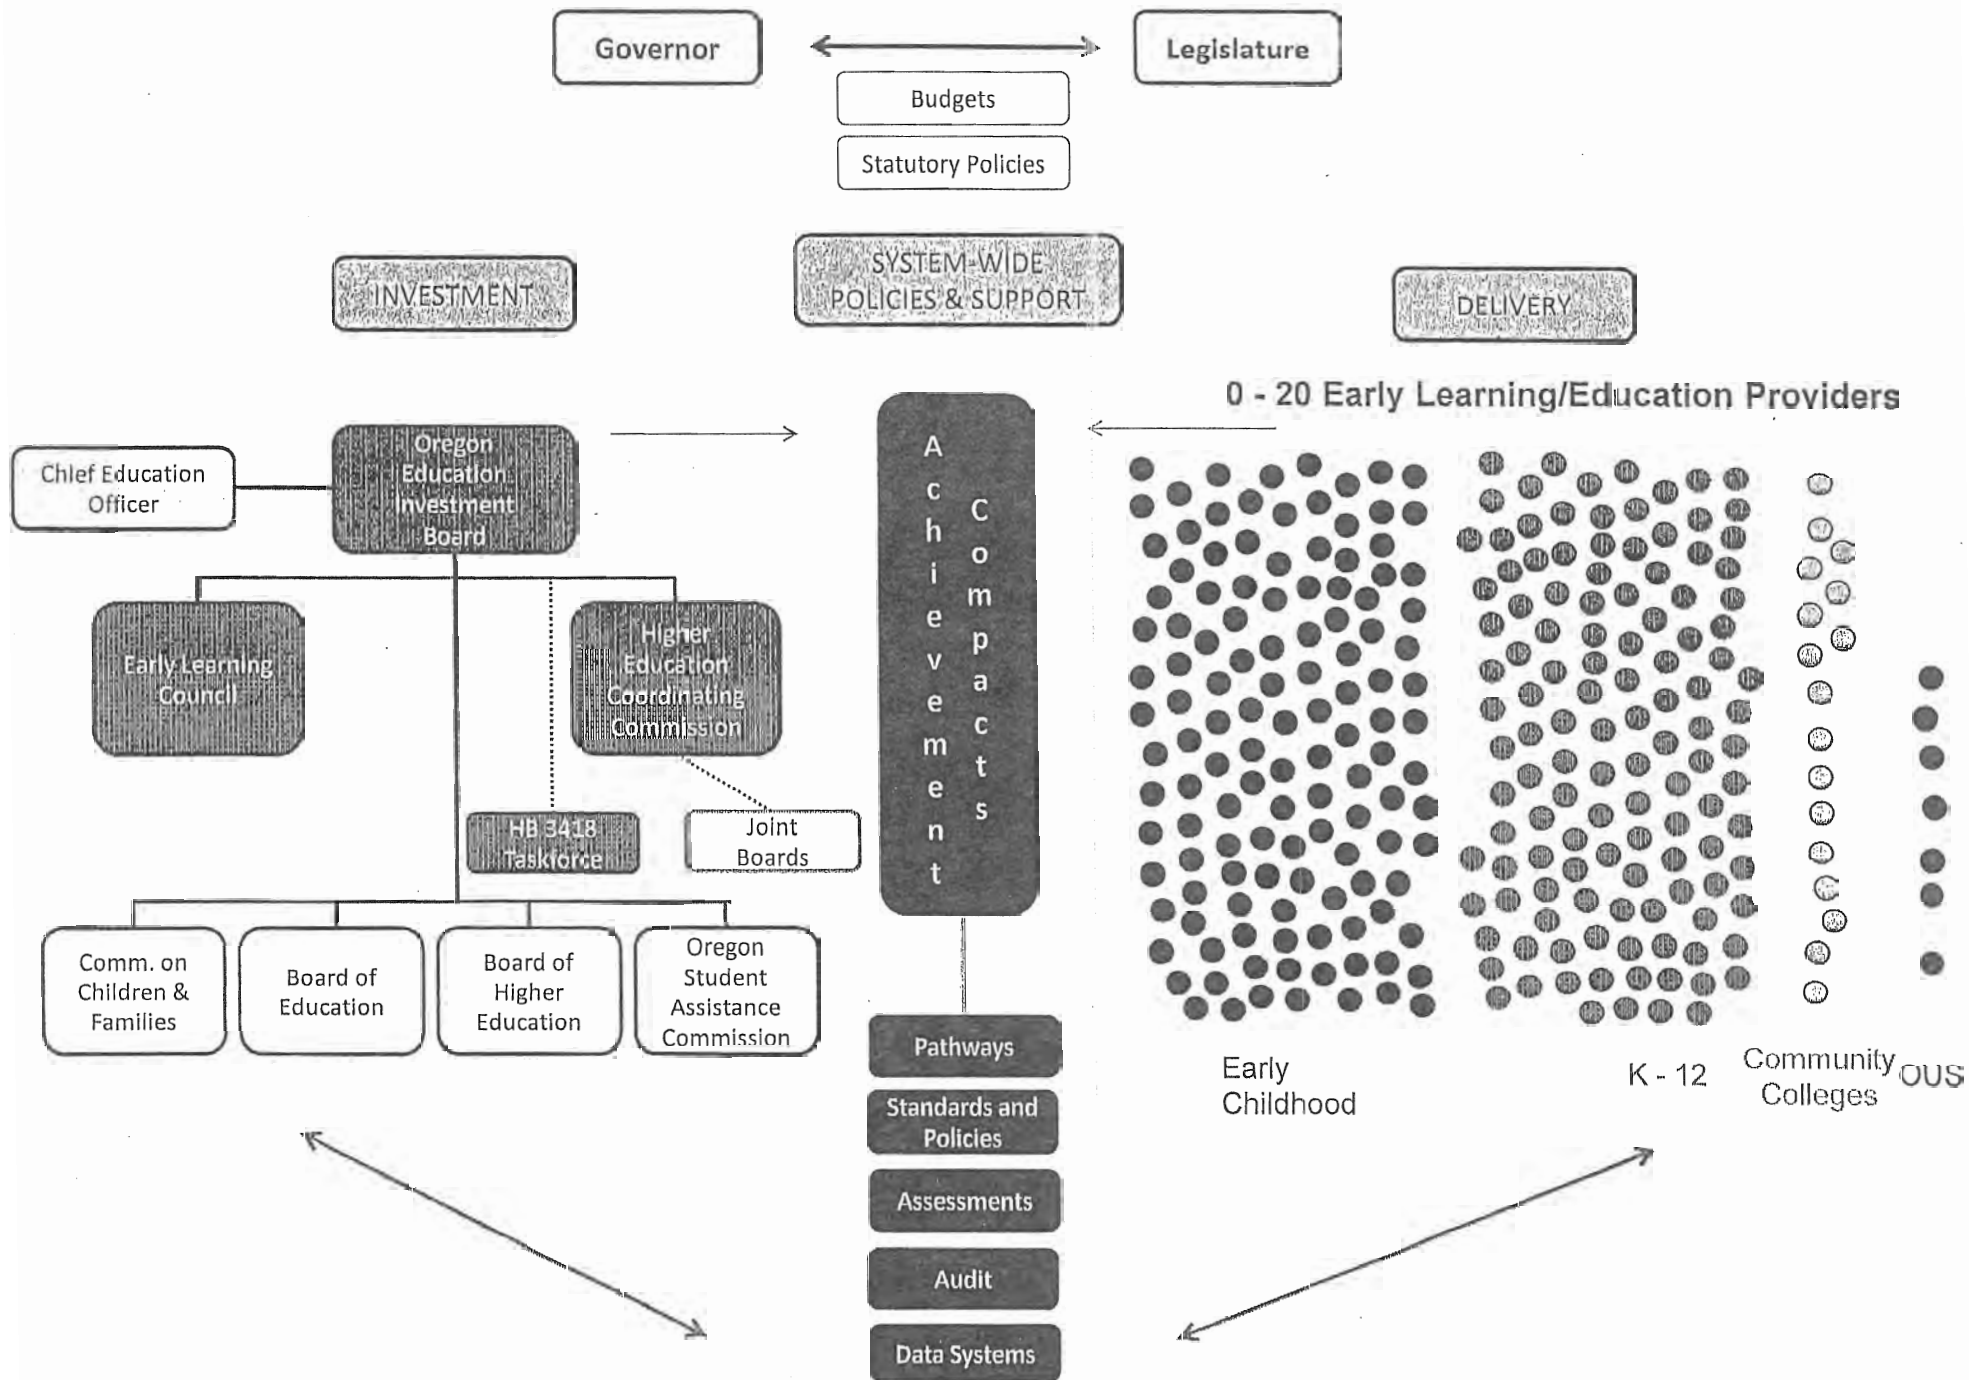 Governor
Legislature
Budgets
Statutory Policies
INVESTMENT
SYSTEM-WIDE
POLICIES & SUPPORT
DELIVERY
0 - 20 Early Learning/Education Providers
Chief Education
Officer
Oregon
Education
Investment
Board
Achievement
Compacts
Early Learning
Council
Higher
Education
Coordinating
Commission
HB 3418
Taskforce
Joint
Boards
Comm. on
Children &
Families
Board of
Education
Board of
Higher
Education
Oregon
Student
Assistance
Commission
Pathways
Standards and
Policies
Assessments
Audit
Data Systems
Early
Childhood
K - 12
Community
Colleges
OUS